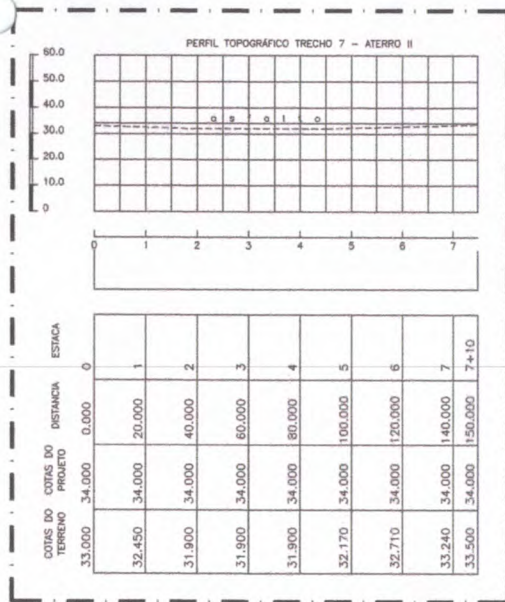 PERFIL TOPOGRÁFICO TRECHO 7 - ATERRO II
60.0
50.0
40.0
30.0
20.0
10.0
0
a s f a l t o
0 1 2 3 4 5 6 7
ESTACA 0 1 2 3 4 5 6 7 7+10
DISTANCIA 0.000 20.000 40.000 60.000 80.000 100.000 120.000 140.000 150.000
COTAS DO PROJETO 34.000 34.000 34.000 34.000 34.000 34.000 34.000 34.000 34.000
COTAS DO TERRENO 33.000 32.450 31.900 31.900 31.900 32.170 32.710 33.240 33.500